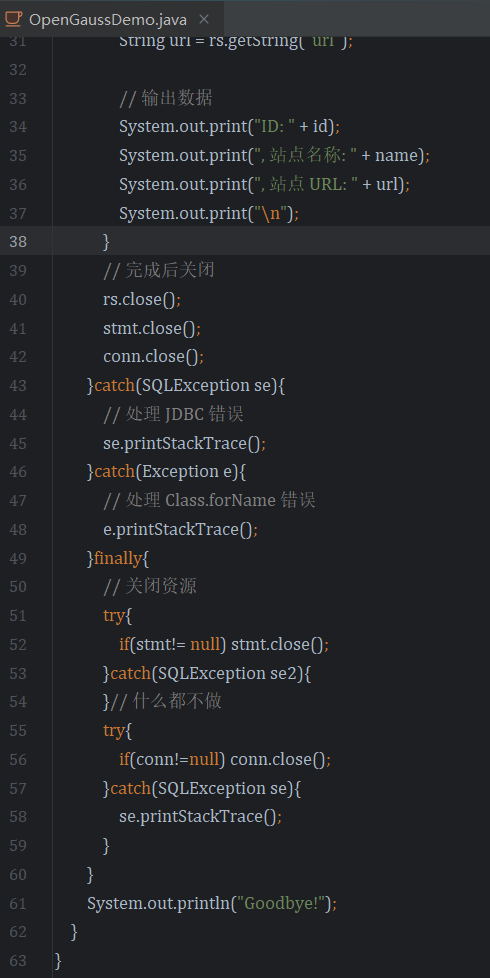 OpenGaussDemo.java ×
31 String url = rs.getString("url");
32
33 // 输出数据
34 System.out.print("ID: " + id);
35 System.out.print(", 站点名称: " + name);
36 System.out.print(", 站点 URL: " + url);
37 System.out.print("\n");
38 }
39 // 完成后关闭
40 rs.close();
41 stmt.close();
42 conn.close();
43 }catch(SQLException se){
44 // 处理 JDBC 错误
45 se.printStackTrace();
46 }catch(Exception e){
47 // 处理 Class.forName 错误
48 e.printStackTrace();
49 }finally{
50 // 关闭资源
51 try{
52 if(stmt!= null) stmt.close();
53 }catch(SQLException se2){
54 }// 什么都不做
55 try{
56 if(conn!=null) conn.close();
57 }catch(SQLException se){
58 se.printStackTrace();
59 }
60 }
61 System.out.println("Goodbye!");
62 }
63 }